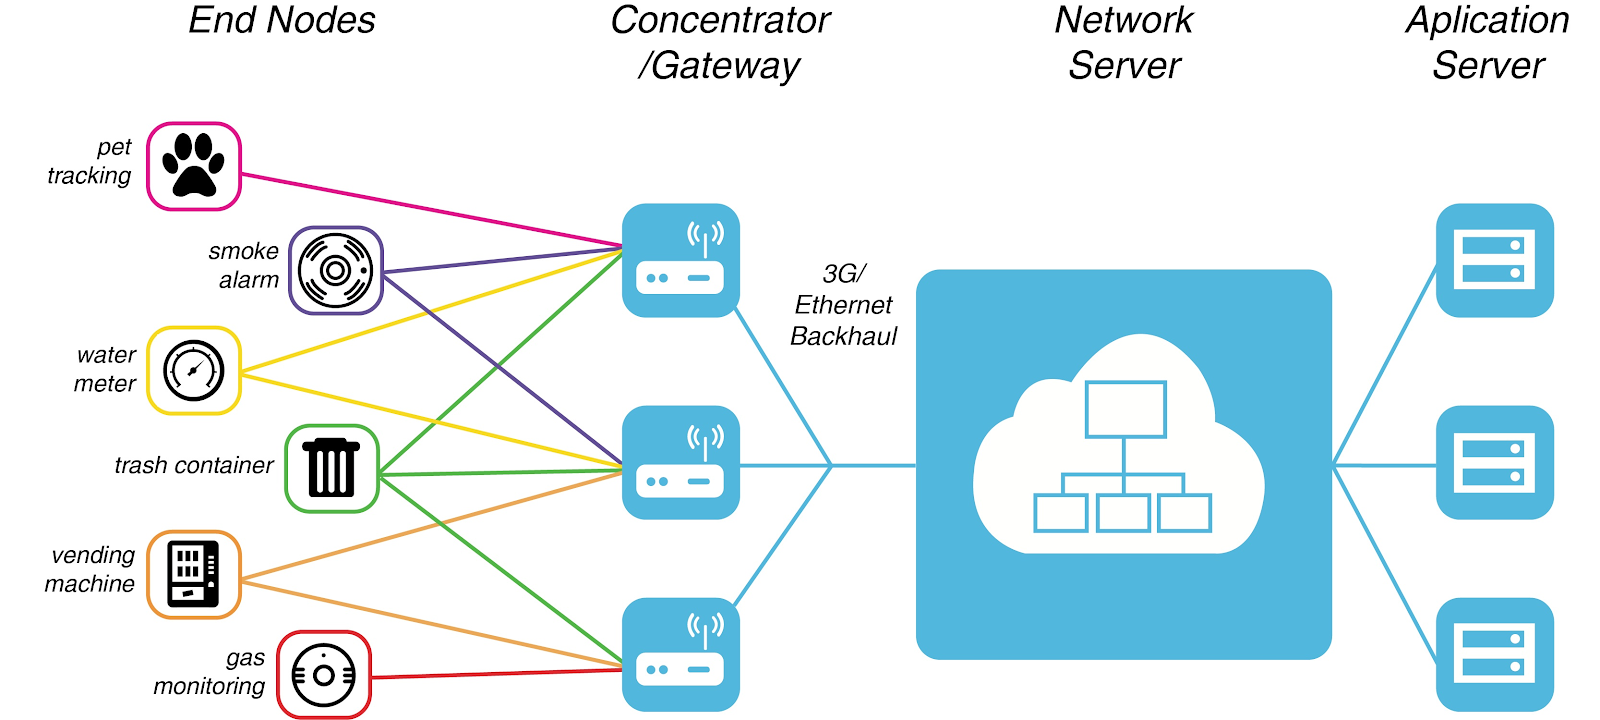 End Nodes
Concentrator
/Gateway
Network
Server
Aplication
Server
pet
tracking
smoke
alarm
water
meter
trash container
vending
machine
gas
monitoring
3G/
Ethernet
Backhaul